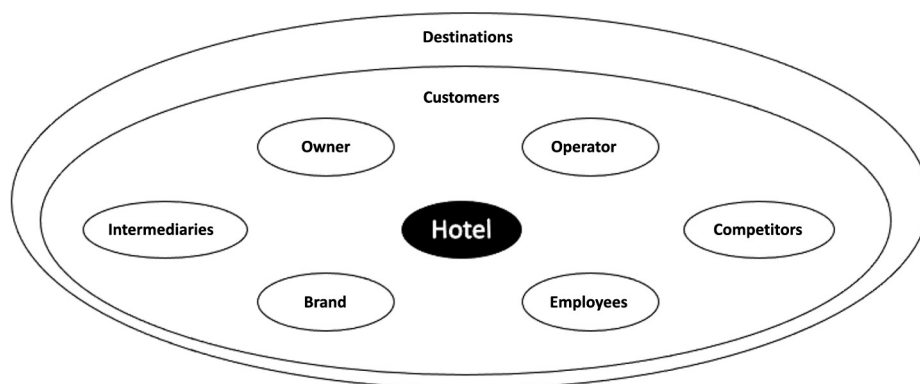 Destinations
Customers
Owner
Operator
Intermediaries
Hotel
Competitors
Brand
Employees